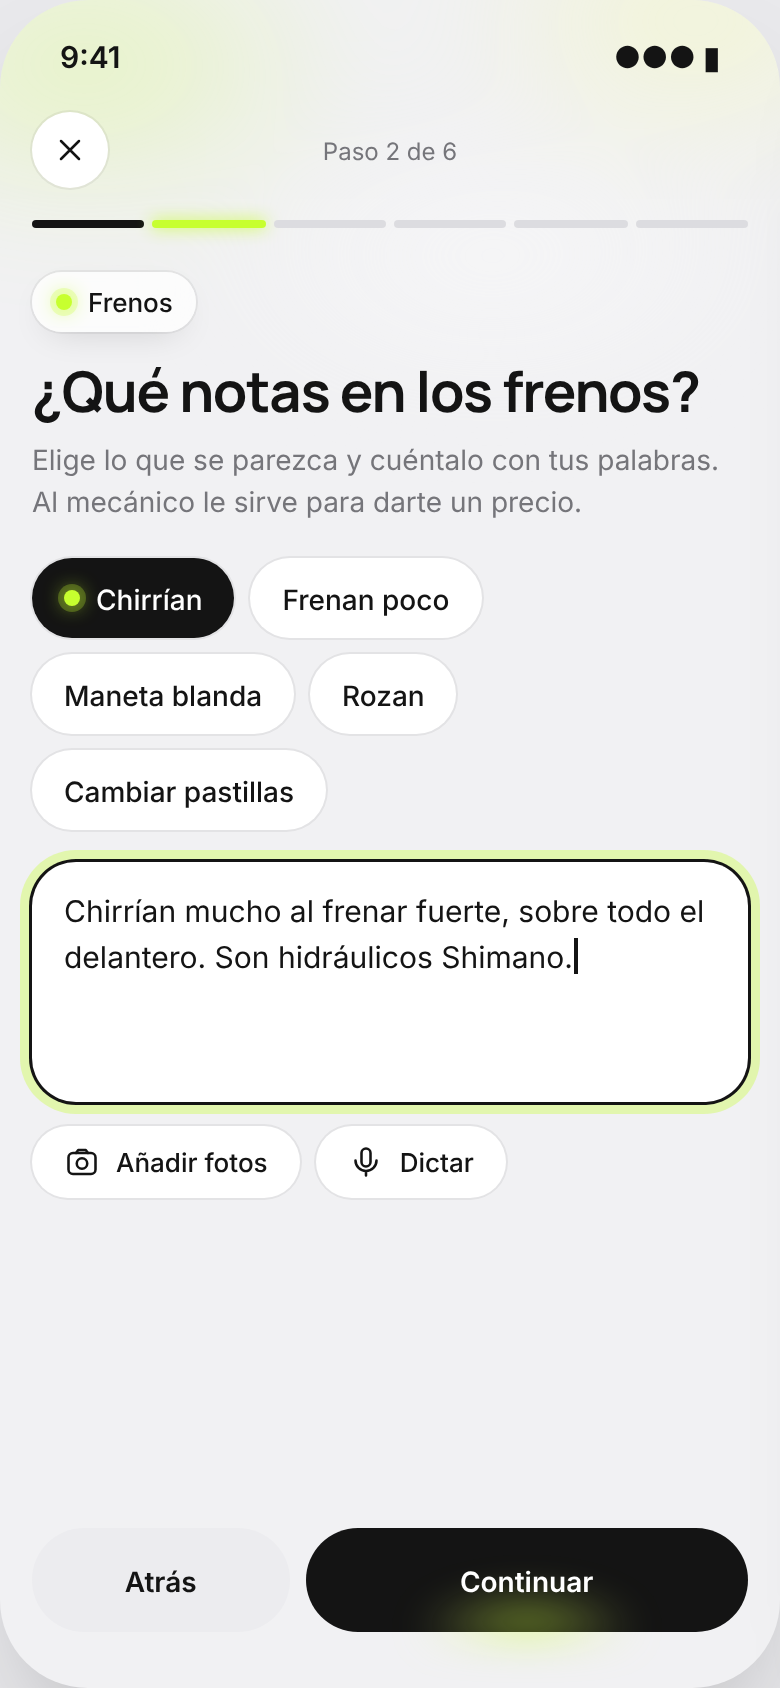 9:41
Paso 2 de 6
Frenos
¿Qué notas en los frenos?
Elige lo que se parezca y cuéntalo con tus palabras.
Al mecánico le sirve para darte un precio.
Chirrían
Frenan poco
Maneta blanda
Rozan
Cambiar pastillas
Chirrían mucho al frenar fuerte, sobre todo el
delantero. Son hidráulicos Shimano.
Añadir fotos
Dictar
Atrás
Continuar